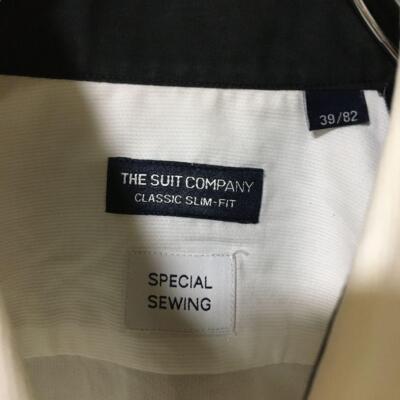 39/82
THE SUIT COMPANY
CLASSIC SLIM-FIT
SPECIAL
SEWING